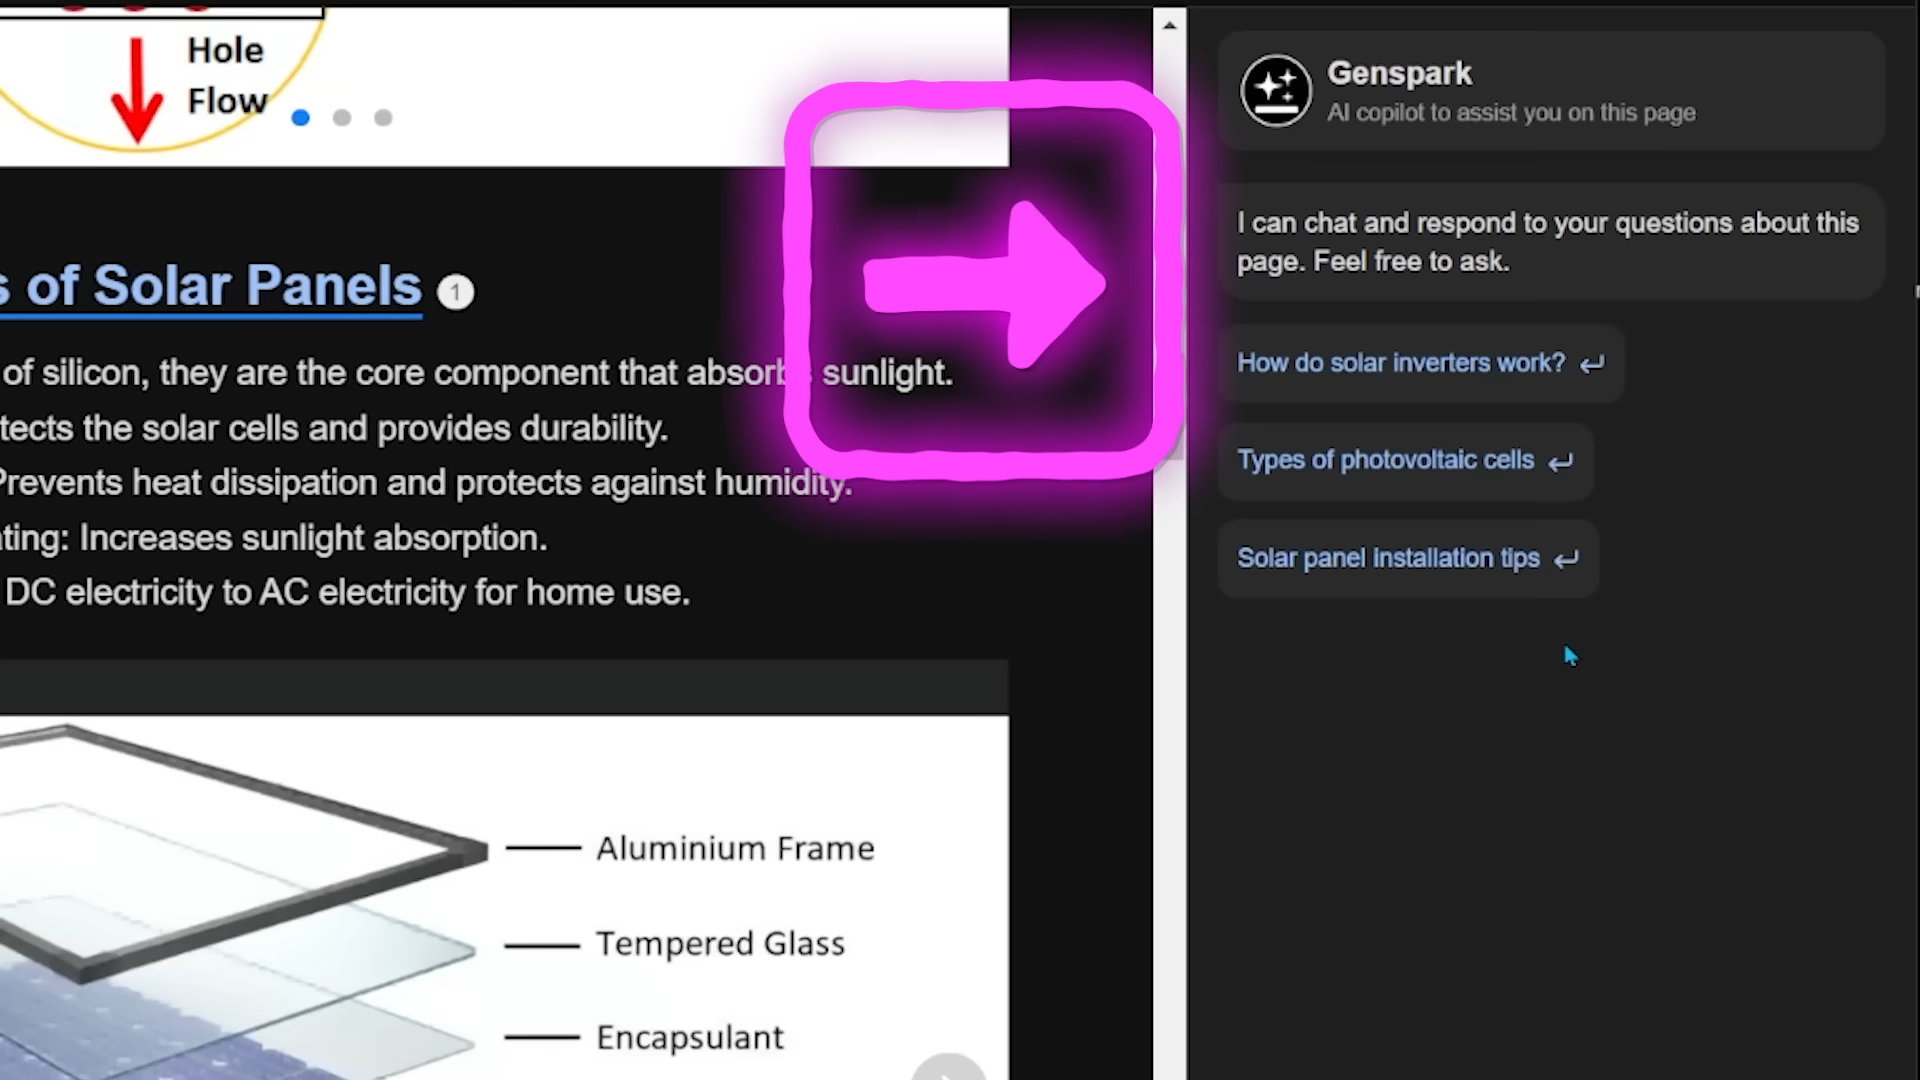 Hole
Flow
s of Solar Panels 1
of silicon, they are the core component that absorbs sunlight.
tects the solar cells and provides durability.
Prevents heat dissipation and protects against humidity.
ating: Increases sunlight absorption.
DC electricity to AC electricity for home use.
Aluminium Frame
Tempered Glass
Encapsulant
Genspark
AI copilot to assist you on this page
I can chat and respond to your questions about this
page. Feel free to ask.
How do solar inverters work?
Types of photovoltaic cells
Solar panel installation tips